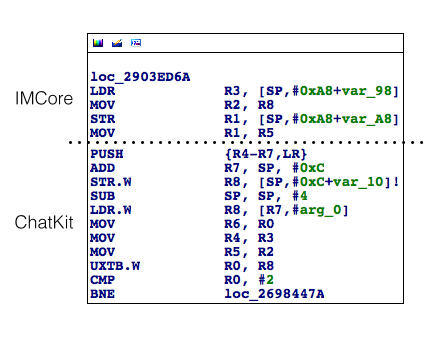 loc_2903ED6A
LDR R3, [SP,#0xA8+var_98]
IMCore
MOV R2, R8
STR R1, [SP,#0xA8+var_A8]
MOV R1, R5
PUSH {R4-R7,LR}
ADD R7, SP, #0xC
STR.W R8, [SP,#0xC+var_10]!
SUB SP, SP, #4
LDR.W R8, [R7,#arg_0]
ChatKit
MOV R6, R0
MOV R4, R3
MOV R5, R2
UXTB.W R0, R8
CMP R0, #2
BNE loc_2698447A